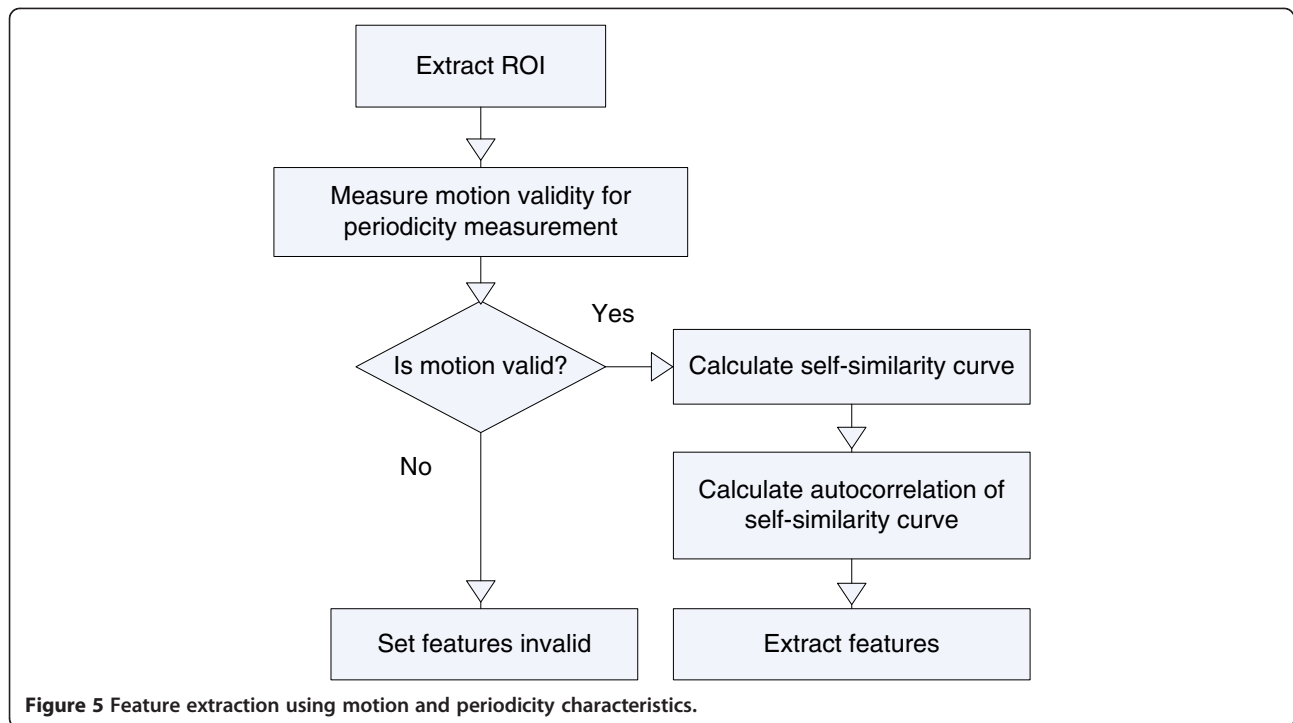 Extract ROI
Measure motion validity for
periodicity measurement
Is motion valid?
Yes
Calculate self-similarity curve
Calculate autocorrelation of
self-similarity curve
No
Set features invalid
Extract features
Figure 5 Feature extraction using motion and periodicity characteristics.